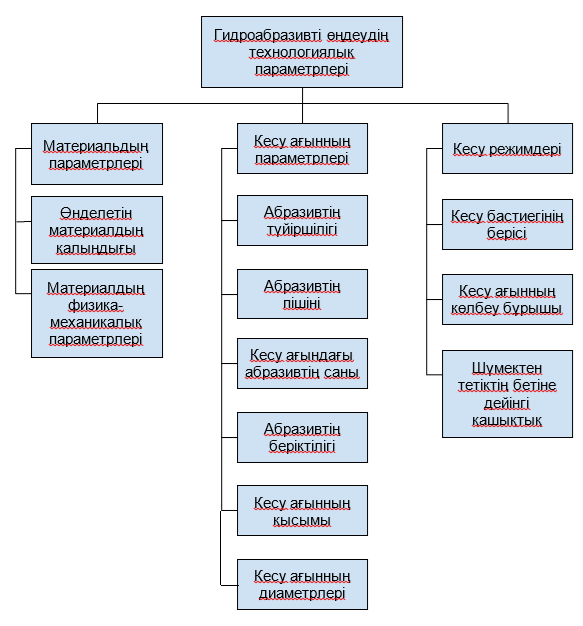 Гидроабразивті өңдеудің
технологиялық
параметрлері
Материальдың
параметрлері
Өнделетін
материалдың
қалыңдығы
Материалдың
физика-
механикалық
параметрлері
Кесу ағынның
параметрлері
Абразивтің
түйіршілігі
Абразивтің
пішіні
Кесу ағындағы
абразивтің саны
Абразивтің
беріктілігі
Кесу ағынның
қысымы
Кесу ағынның
диаметрлері
Кесу режимдері
Кесу бастиегінің
берісі
Кесу ағынның
көлбеу бұрышы
Шүмектен
тетіктің бетіне
дейінгі
қашықтық